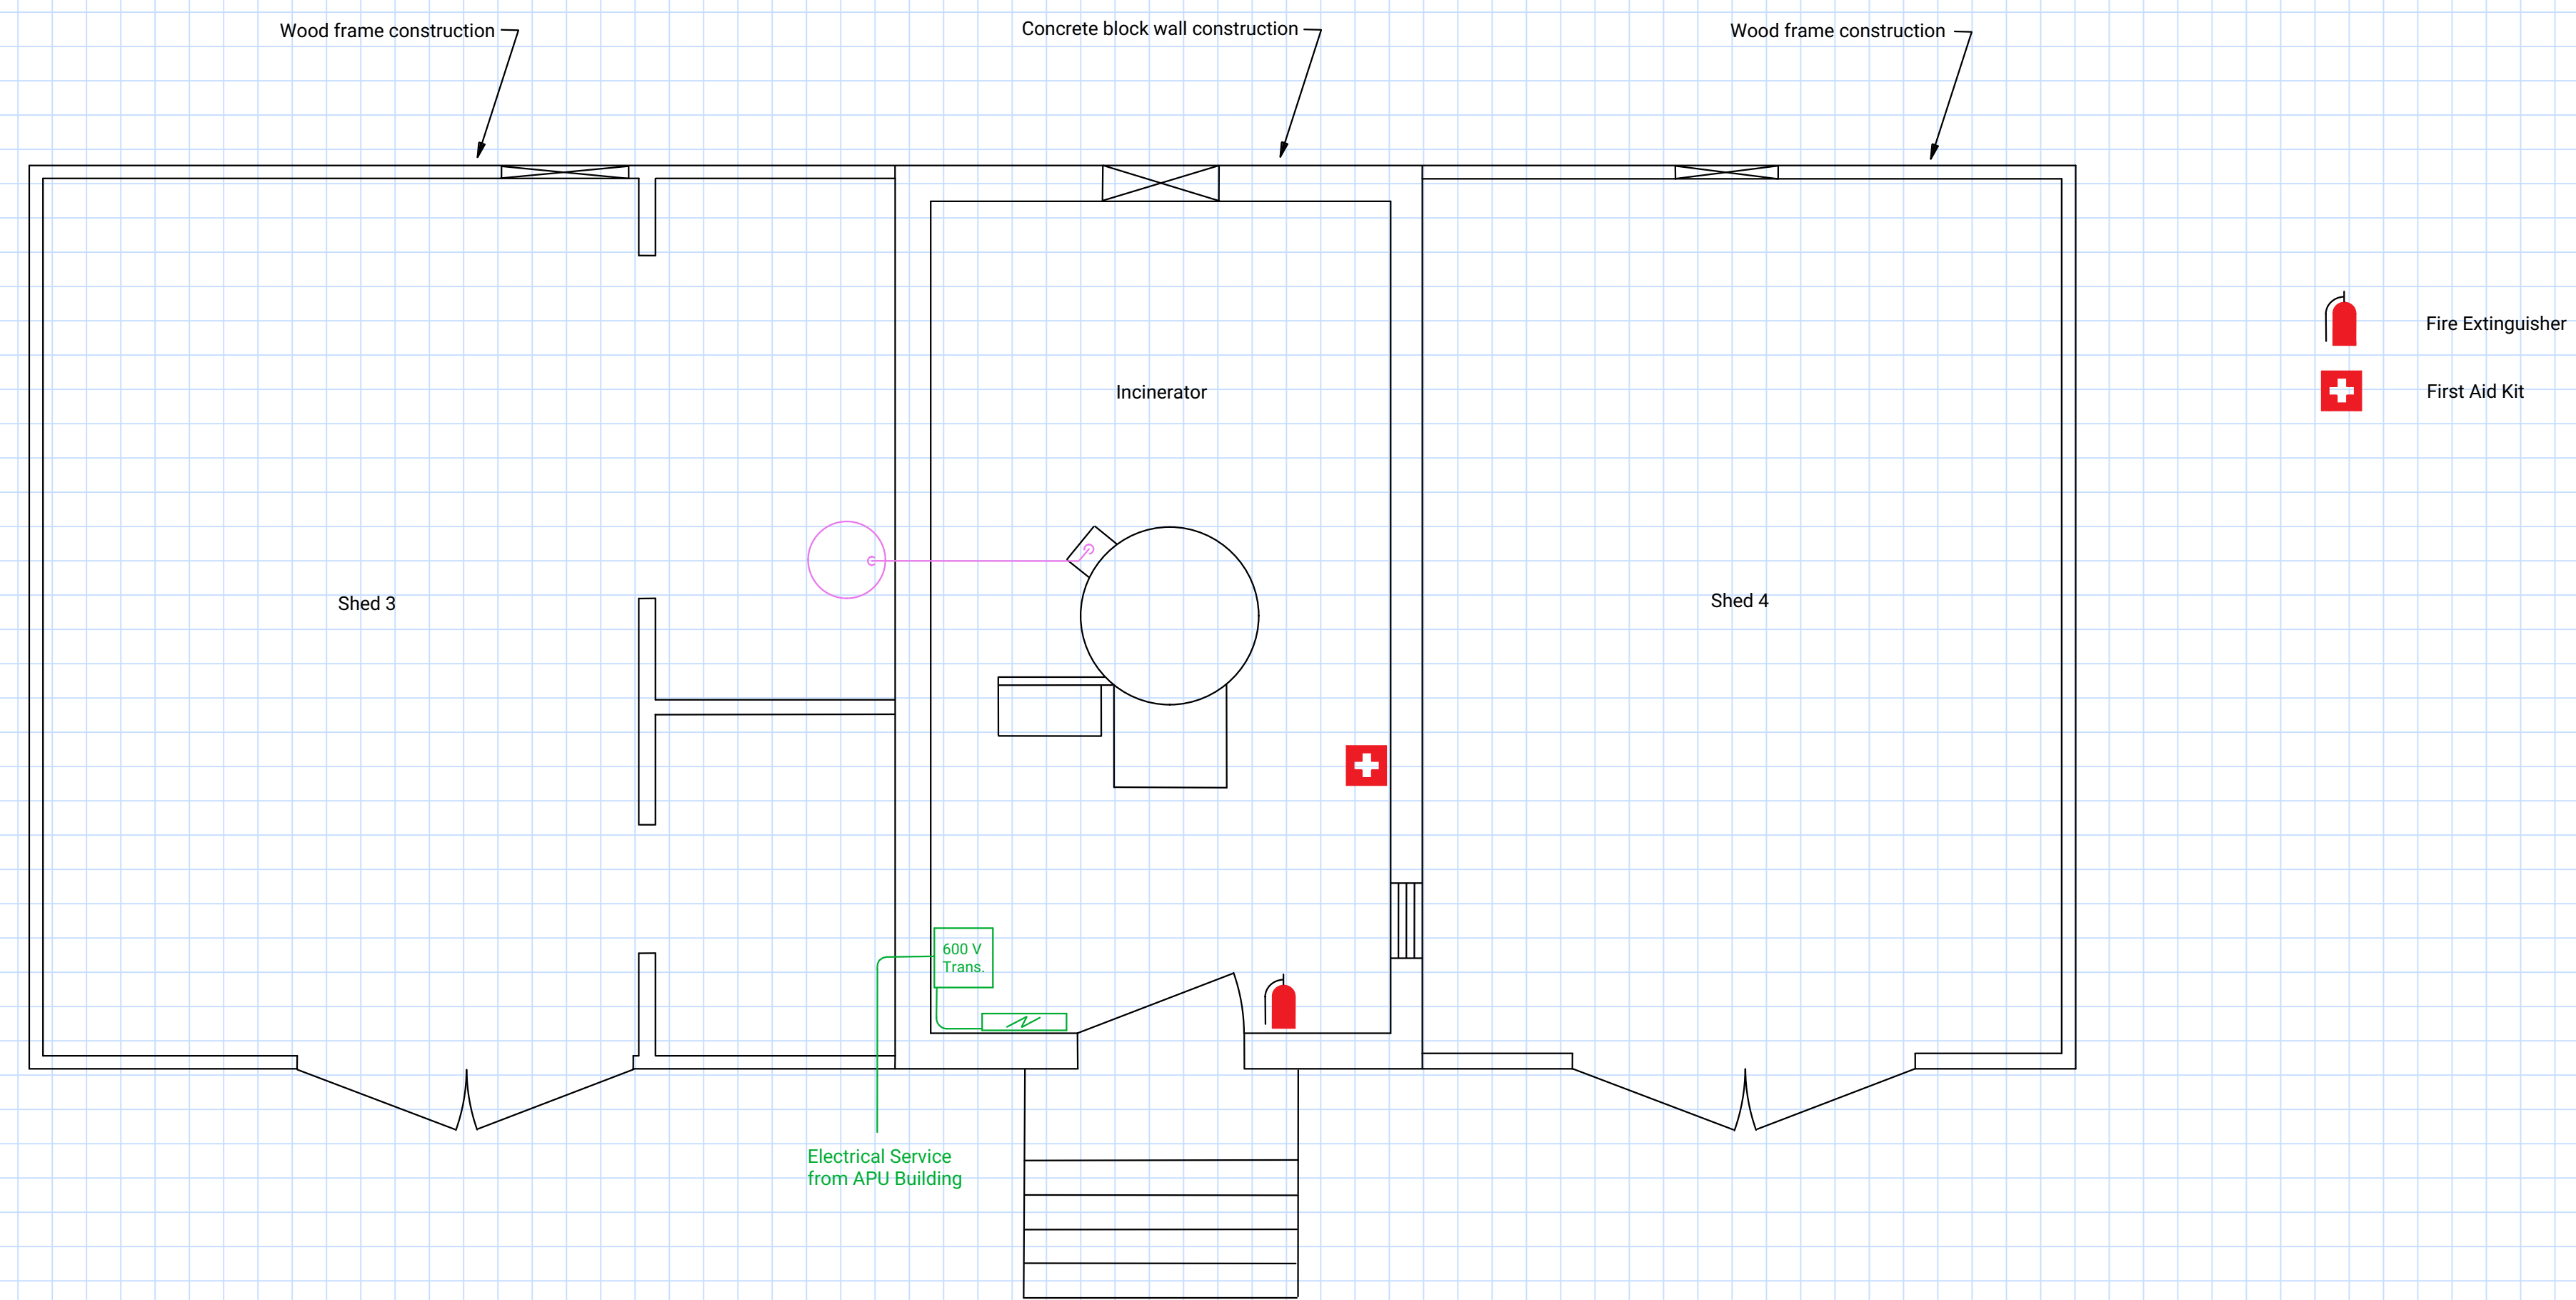 Wood frame construction
Concrete block wall construction
Wood frame construction
Fire Extinguisher
First Aid Kit
Incinerator
Shed 3
Shed 4
600 V
Trans.
Electrical Service
from APU Building